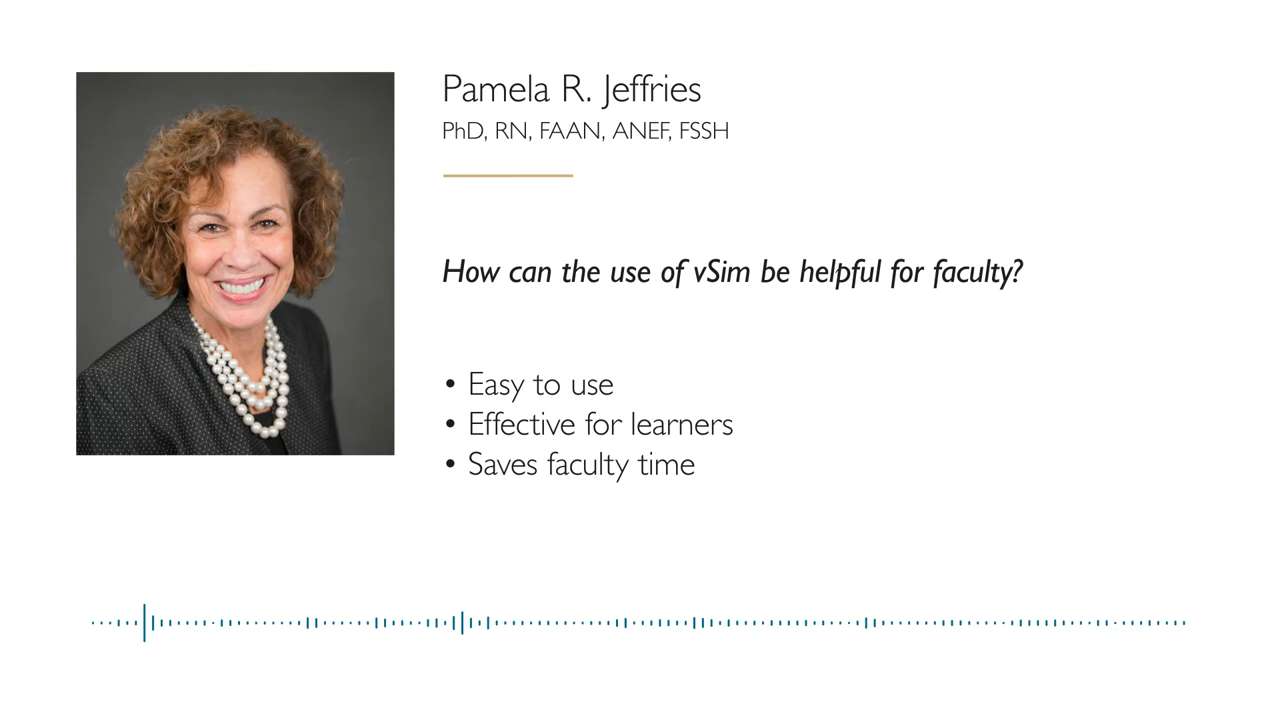 Pamela R. Jeffries
PhD, RN, FAAN, ANEF, FSSH
How can the use of vSim be helpful for faculty?
• Easy to use
• Effective for learners
• Saves faculty time